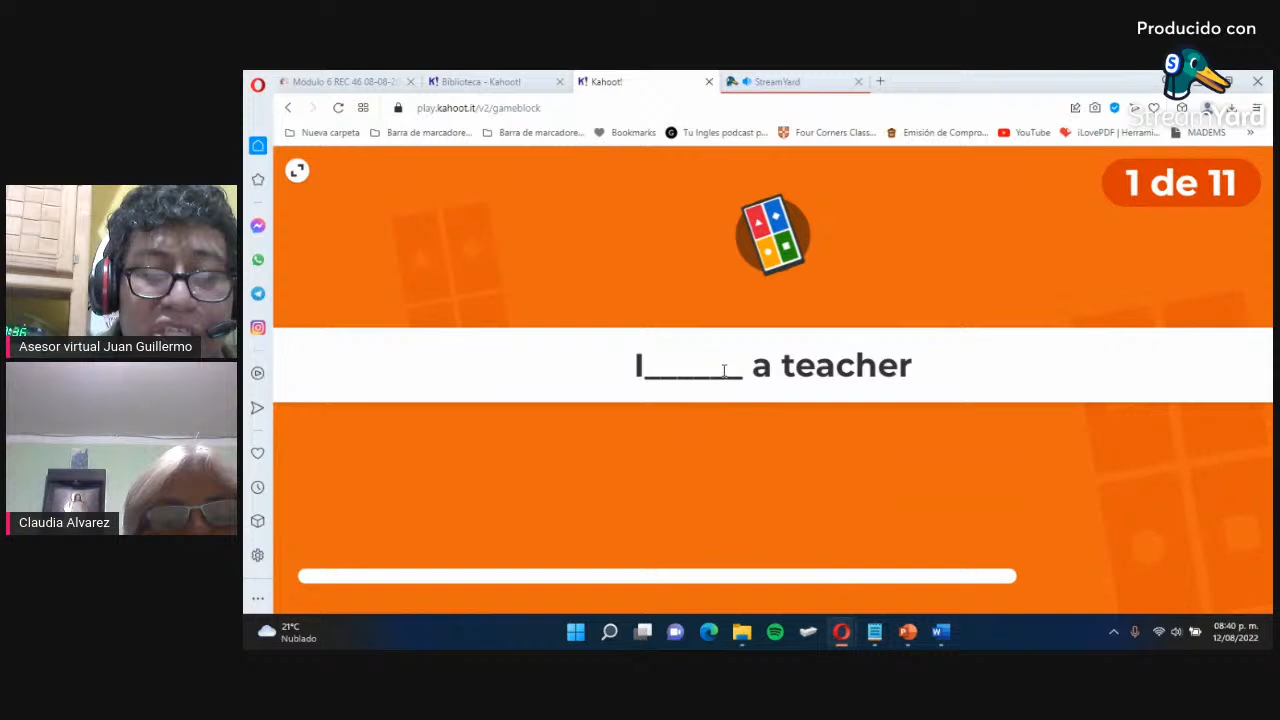 Producido con
StreamYard
Modulo 6 REC 46 08-08-20
K! Biblioteca - Kahoot!
K! Kahoot!
StreamYard
play.kahoot.it/v2/gameblock
Nueva carpeta
Barra de marcadore...
Barra de marcadore...
Bookmarks
Tu Ingles podcast p...
Four Corners Class...
Emisión de Compro...
YouTube
iLovePDF | Herrami...
MADEMS
1 de 11
I______ a teacher
Asesor virtual Juan Guillermo
Claudia Alvarez
21°C
Nublado
08:40 p. m.
12/08/2022